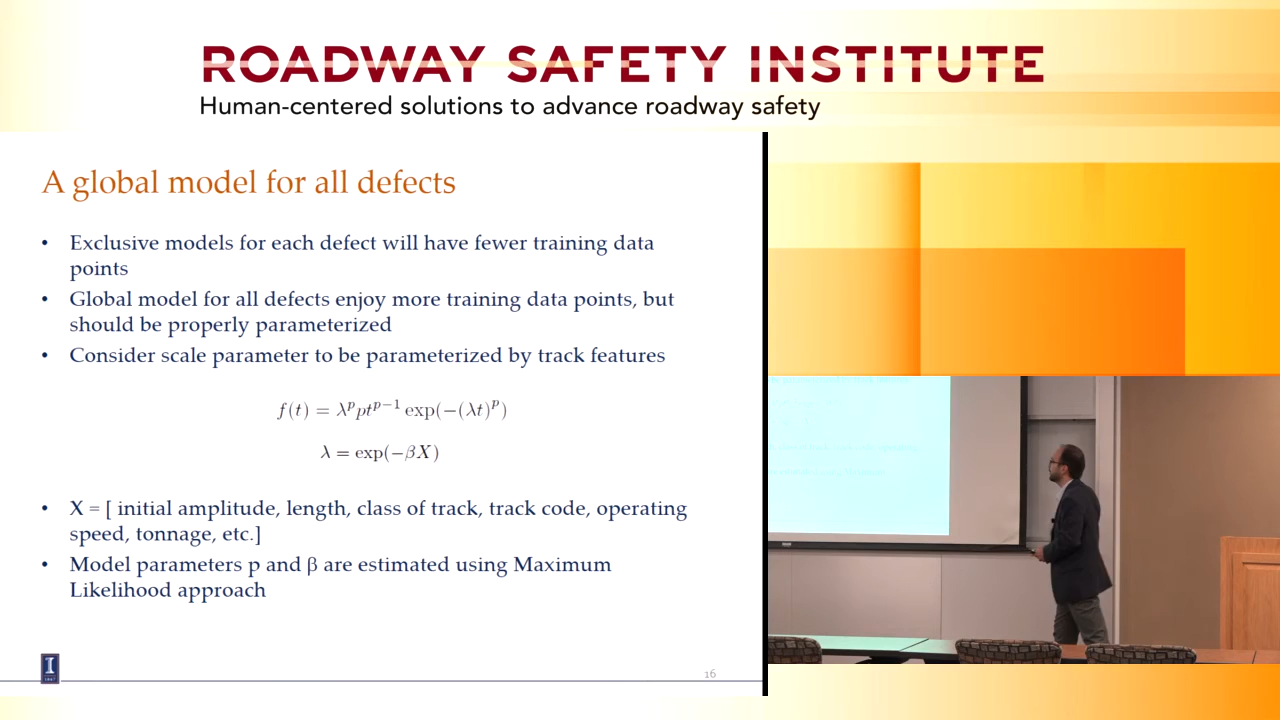 ROADWAY SAFETY INSTITUTE
Human-centered solutions to advance roadway safety
A global model for all defects
• Exclusive models for each defect will have fewer training data
points
• Global model for all defects enjoy more training data points, but
should be properly parameterized
• Consider scale parameter to be parameterized by track features
f(t) = λ^p pt^{p−1} exp(−(λt)^p)
λ = exp(−βX)
• X = [ initial amplitude, length, class of track, track code, operating
speed, tonnage, etc.]
• Model parameters p and β are estimated using Maximum
Likelihood approach
I
16